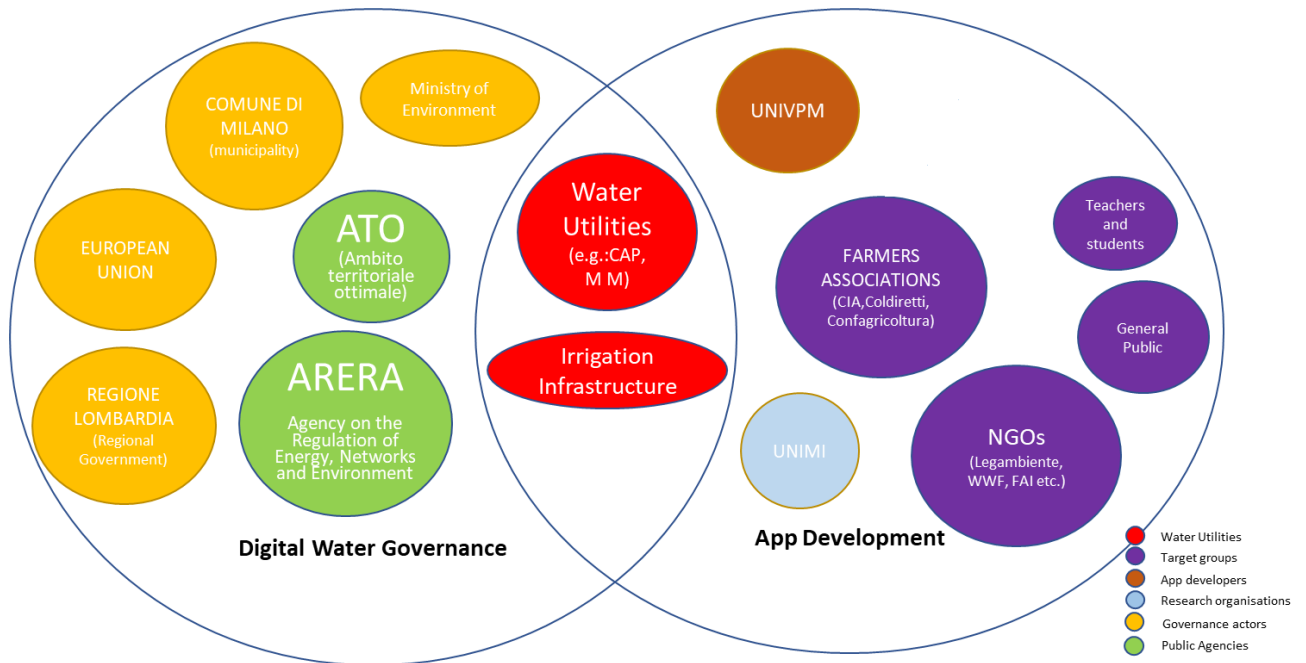 COMUNE DI
MILANO
(municipality)
Ministry of
Environment
EUROPEAN
UNION
ATO
(Ambito
territoriale
ottimale)
REGIONE
LOMBARDIA
(Regional
Government)
ARERA
Agency on the
Regulation of
Energy, Networks
and Environment
Digital Water Governance
Water
Utilities
(e.g.:CAP,
M M)
Irrigation
Infrastructure
UNIVPM
Teachers
and
students
FARMERS
ASSOCIATIONS
(CIA,Coldiretti,
Confagricoltura)
General
Public
UNIMI
NGOs
(Legambiente,
WWF, FAI etc.)
App Development
Water Utilities
Target groups
App developers
Research organisations
Governance actors
Public Agencies